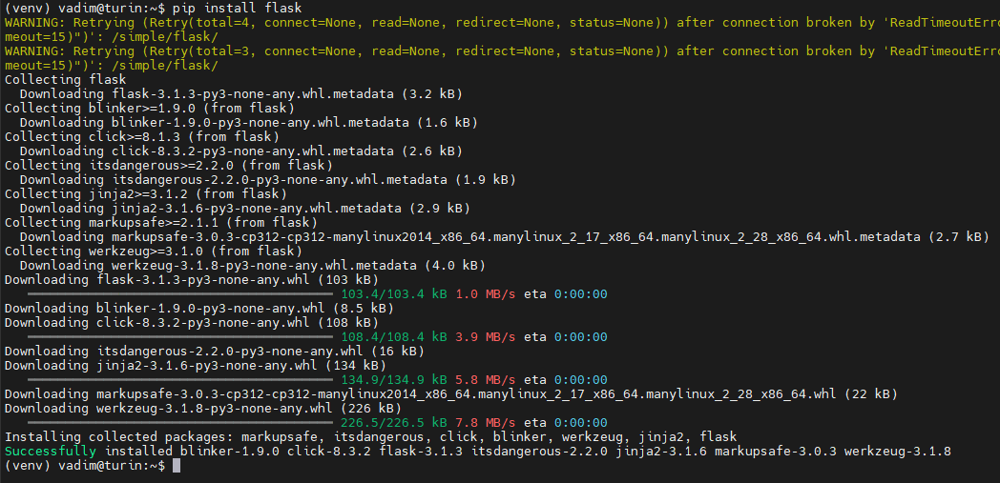 (venv) vadim@turin:~$ pip install flask
WARNING: Retrying (Retry(total=4, connect=None, read=None, redirect=None, status=None)) after connection broken by 'ReadTimeoutErro
meout=15)")': /simple/flask/
WARNING: Retrying (Retry(total=3, connect=None, read=None, redirect=None, status=None)) after connection broken by 'ReadTimeoutErro
meout=15)")': /simple/flask/
Collecting flask
  Downloading flask-3.1.3-py3-none-any.whl.metadata (3.2 kB)
Collecting blinker>=1.9.0 (from flask)
  Downloading blinker-1.9.0-py3-none-any.whl.metadata (1.6 kB)
Collecting click>=8.1.3 (from flask)
  Downloading click-8.3.2-py3-none-any.whl.metadata (2.6 kB)
Collecting itsdangerous>=2.2.0 (from flask)
  Downloading itsdangerous-2.2.0-py3-none-any.whl.metadata (1.9 kB)
Collecting jinja2>=3.1.2 (from flask)
  Downloading jinja2-3.1.6-py3-none-any.whl.metadata (2.9 kB)
Collecting markupsafe>=2.1.1 (from flask)
  Downloading markupsafe-3.0.3-cp312-cp312-manylinux2014_x86_64.manylinux_2_17_x86_64.manylinux_2_28_x86_64.whl.metadata (2.7 kB)
Collecting werkzeug>=3.1.0 (from flask)
  Downloading werkzeug-3.1.8-py3-none-any.whl.metadata (4.0 kB)
Downloading flask-3.1.3-py3-none-any.whl (103 kB)
103.4/103.4 kB 1.0 MB/s eta 0:00:00
Downloading blinker-1.9.0-py3-none-any.whl (8.5 kB)
Downloading click-8.3.2-py3-none-any.whl (108 kB)
108.4/108.4 kB 3.9 MB/s eta 0:00:00
Downloading itsdangerous-2.2.0-py3-none-any.whl (16 kB)
Downloading jinja2-3.1.6-py3-none-any.whl (134 kB)
134.9/134.9 kB 5.8 MB/s eta 0:00:00
Downloading markupsafe-3.0.3-cp312-cp312-manylinux2014_x86_64.manylinux_2_17_x86_64.manylinux_2_28_x86_64.whl (22 kB)
Downloading werkzeug-3.1.8-py3-none-any.whl (226 kB)
226.5/226.5 kB 7.8 MB/s eta 0:00:00
Installing collected packages: markupsafe, itsdangerous, click, blinker, werkzeug, jinja2, flask
Successfully installed blinker-1.9.0 click-8.3.2 flask-3.1.3 itsdangerous-2.2.0 jinja2-3.1.6 markupsafe-3.0.3 werkzeug-3.1.8
(venv) vadim@turin:~$